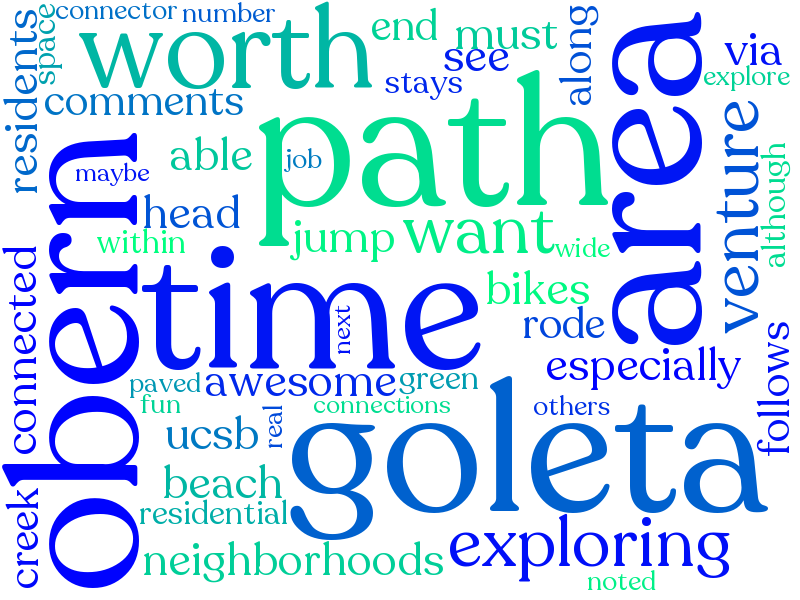 connector
number
worth
end
must
see
stays
along
via
explore
residents
space
comments
path
area
able
job
maybe
obern
head
within
jump
want
wide
venture
although
time
next
bikes
rode
connected
especially
follows
paved
awesome
green
fun
connections
others
real
ucsb
goleta
beach
residential
creek
neighborhoods
exploring
noted